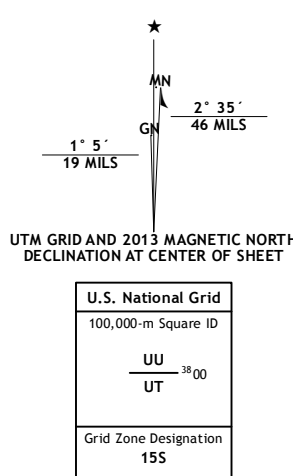 ★
MN
2° 35´
46 MILS
GN
1° 5´
19 MILS
UTM GRID AND 2013 MAGNETIC NORTH
DECLINATION AT CENTER OF SHEET
U.S. National Grid
100,000-m Square ID
UU
3800
UT
Grid Zone Designation
15S